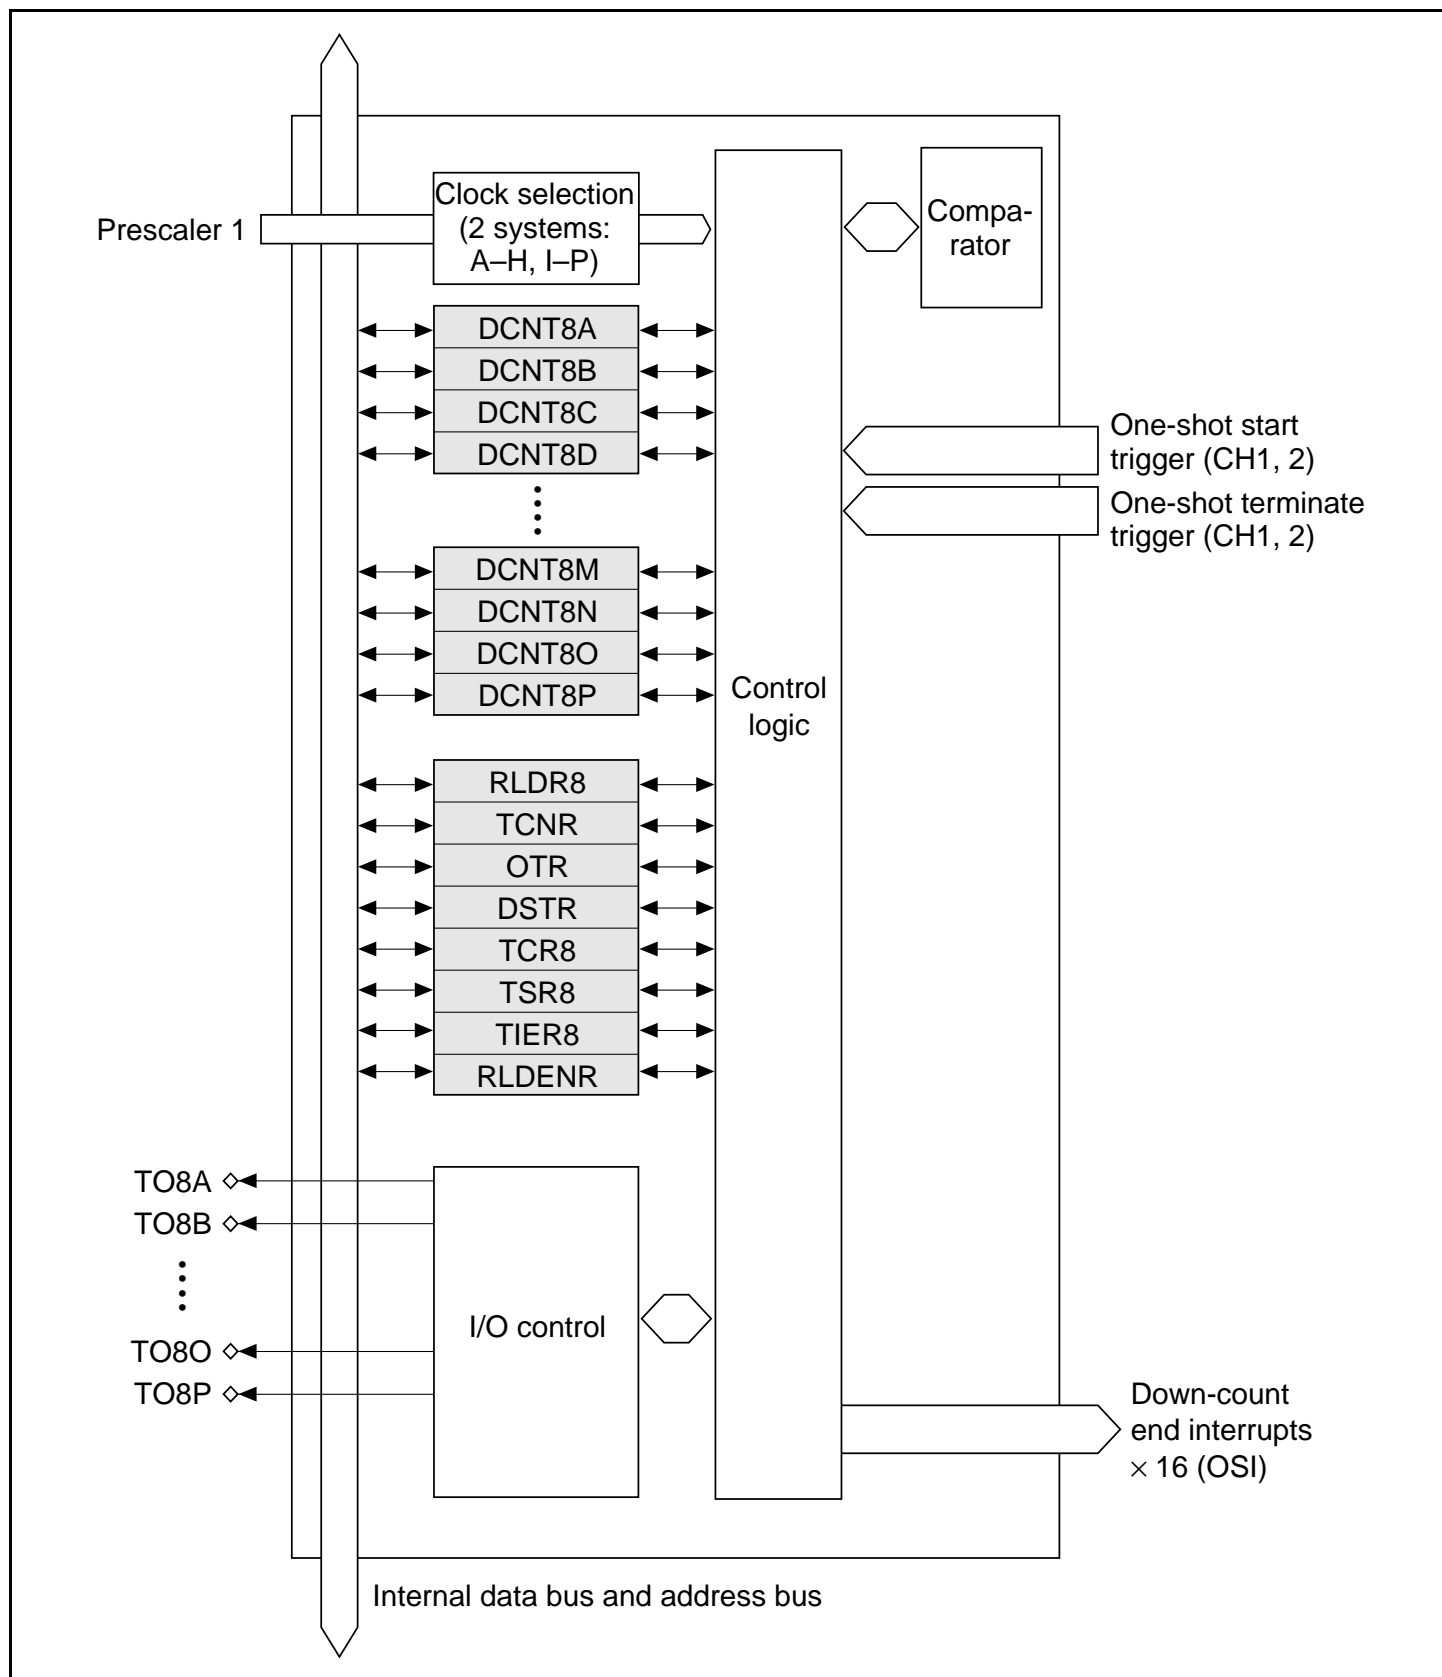 Clock selection
(2 systems:
A–H, I–P)
Prescaler 1
Compa-
rator
DCNT8A
DCNT8B
DCNT8C
DCNT8D
One-shot start
trigger (CH1, 2)
One-shot terminate
trigger (CH1, 2)
DCNT8M
DCNT8N
DCNT8O
DCNT8P
Control
logic
RLDR8
TCNR
OTR
DSTR
TCR8
TSR8
TIER8
RLDENR
TO8A
TO8B
TO8O
TO8P
I/O control
Down-count
end interrupts
× 16 (OSI)
Internal data bus and address bus